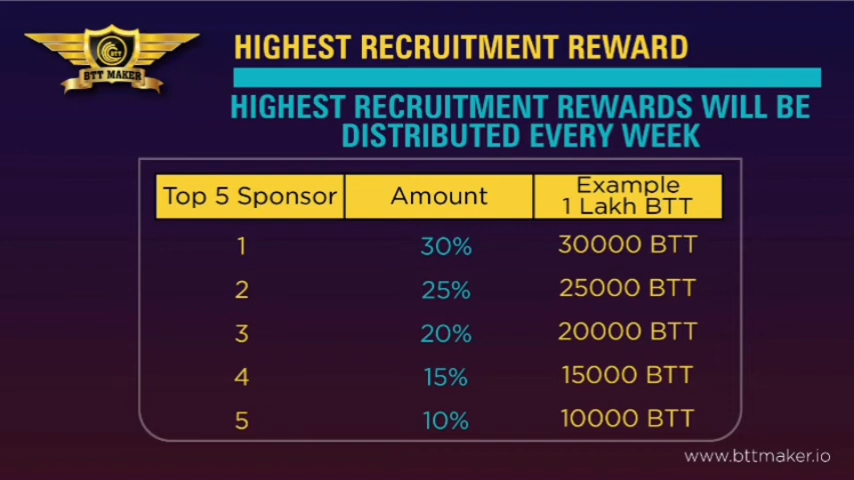 BTT
BTT MAKER
HIGHEST RECRUITMENT REWARD
HIGHEST RECRUITMENT REWARDS WILL BE
DISTRIBUTED EVERY WEEK
Top 5 Sponsor Amount Example
1 Lakh BTT
1 30% 30000 BTT
2 25% 25000 BTT
3 20% 20000 BTT
4 15% 15000 BTT
5 10% 10000 BTT
www.bttmaker.io